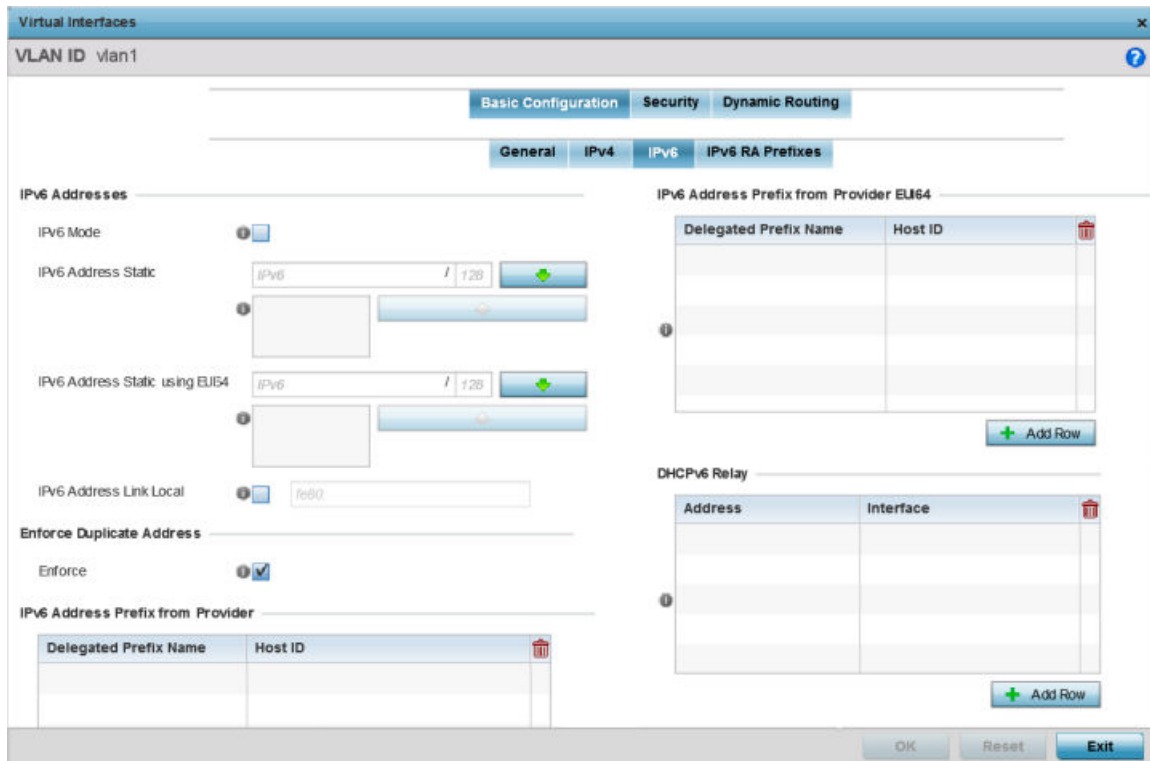 Virtual Interfaces
VLAN ID vlan1
Basic Configuration Security Dynamic Routing
General IPv4 IPv6 IPv6 RA Prefixes
IPv6 Addresses
IPv6 Mode
IPv6 Address Static
IPv6 / 128
IPv6 Address Static using EUI64
IPv6 / 128
IPv6 Address Link Local
fe80:
Enforce Duplicate Address
Enforce
IPv6 Address Prefix from Provider
Delegated Prefix Name Host ID
IPv6 Address Prefix from Provider EUI64
Delegated Prefix Name Host ID
Add Row
DHCPv6 Relay
Address Interface
Add Row
OK Reset Exit